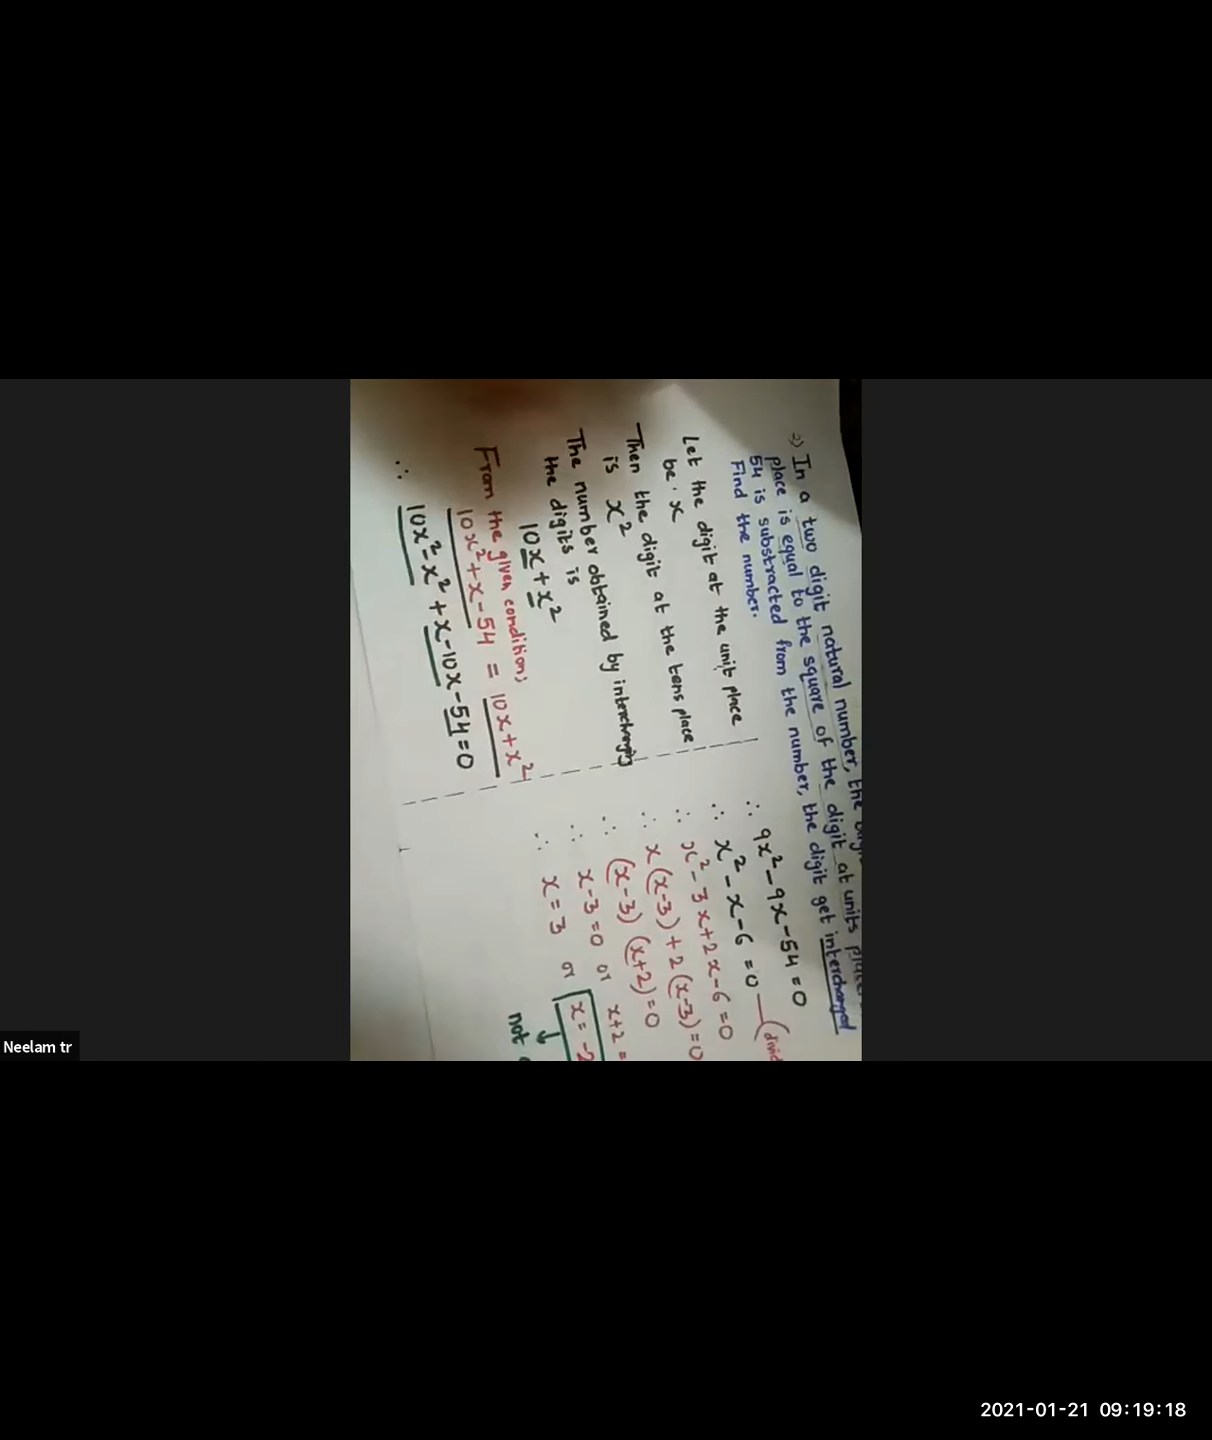 2) In a two digit natural number, the
place is equal to the square of the digit at units
54 is substracted from the number, the digit get interchanged
Find the number.
Let the digit at the unit place
be x
Then the digit at the tens place
is x²
The number obtained by interchanging
the digits is
10x + x²
From the given condition;
10x² + x - 54 = 10x + x²
∴ 10x² - x² + x - 10x - 54 = 0
∴ 9x² - 9x - 54 = 0
∴ x² - x - 6 = 0
∴ x² - 3x + 2x - 6 = 0
∴ x(x-3) + 2(x-3) = 0
∴ (x-3) (x+2) = 0
∴ x-3 = 0 or x+2 =
∴ x = 3 or x = -2
not
Neelam tr
2021-01-21 09:19:18